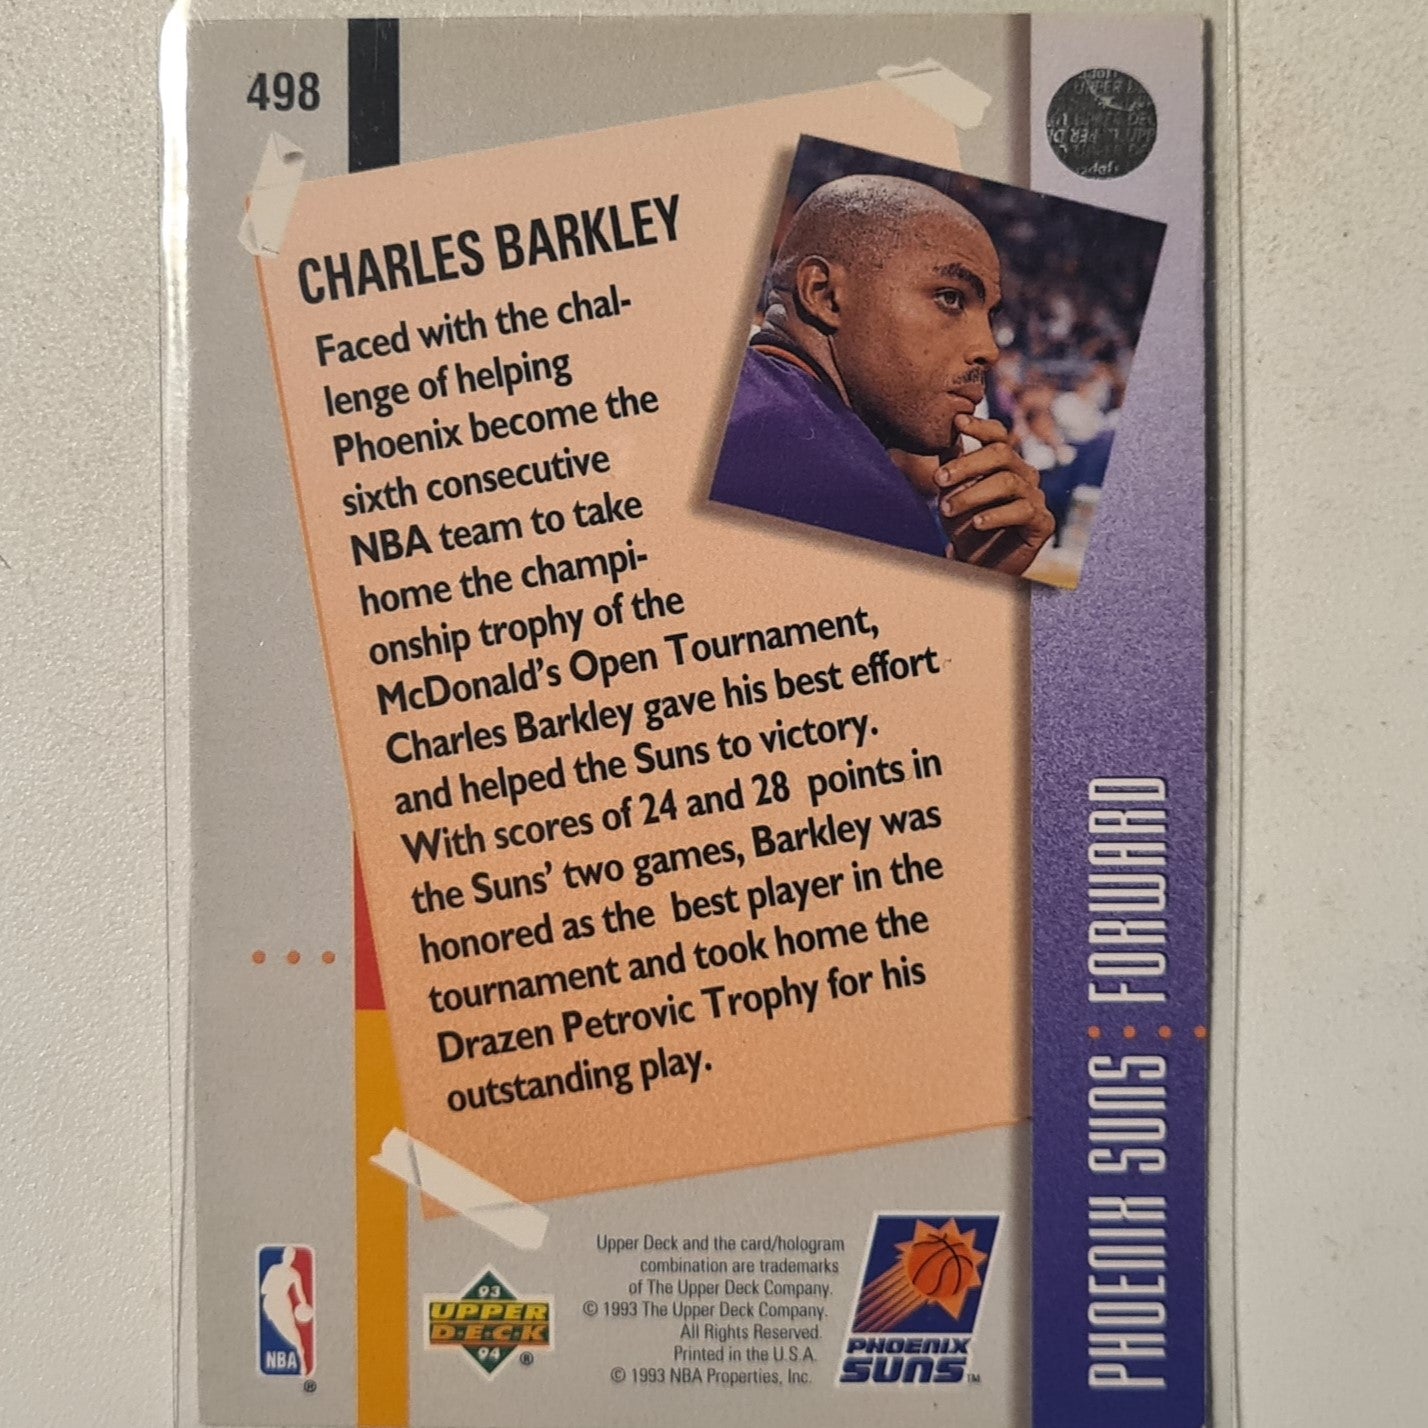 498
CHARLES BARKLEY
Faced with the chal-
lenge of helping
Phoenix become the
sixth consecutive
NBA team to take
home the champi-
onship trophy of the
McDonald's Open Tournament,
Charles Barkley gave his best effort
and helped the Suns to victory.
With scores of 24 and 28 points in
the Suns' two games, Barkley was
honored as the best player in the
tournament and took home the
Drazen Petrovic Trophy for his
outstanding play.
PHOENIX SUNS : FORWARD
NBA
®
93
UPPER
D·E·C·K
94
®
Upper Deck and the card/hologram
combination are trademarks
of The Upper Deck Company.
© 1993 The Upper Deck Company.
All Rights Reserved.
Printed in the U.S.A.
© 1993 NBA Properties, Inc.
PHOENIX
SUNS™